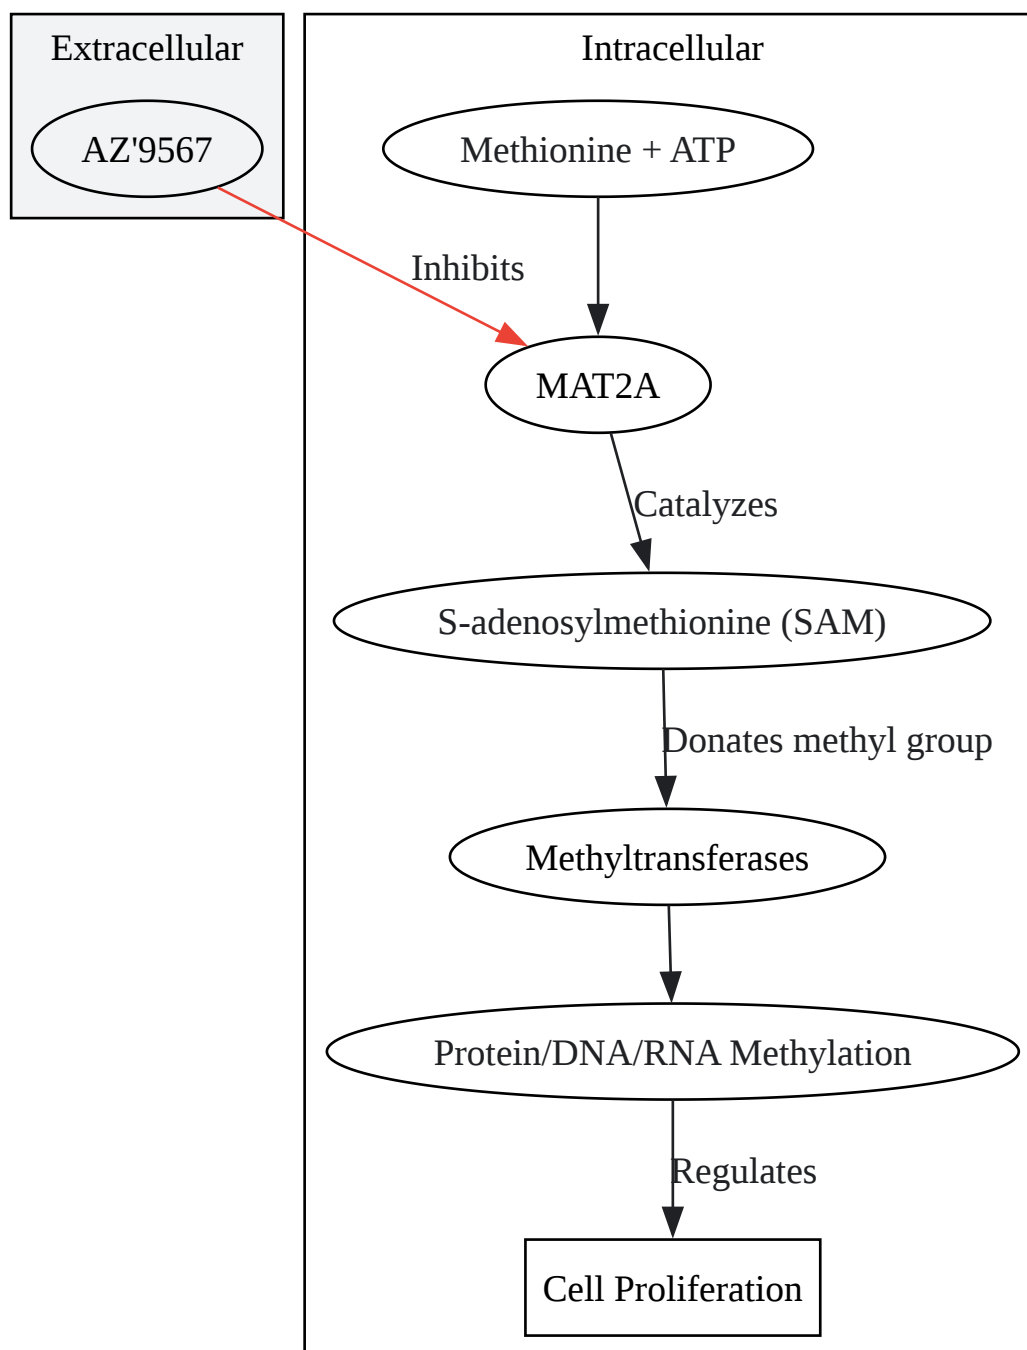 Extracellular
Intracellular
AZ'9567
Methionine + ATP
Inhibits
MAT2A
Catalyzes
S-adenosylmethionine (SAM)
Donates methyl group
Methyltransferases
Protein/DNA/RNA Methylation
Regulates
Cell Proliferation